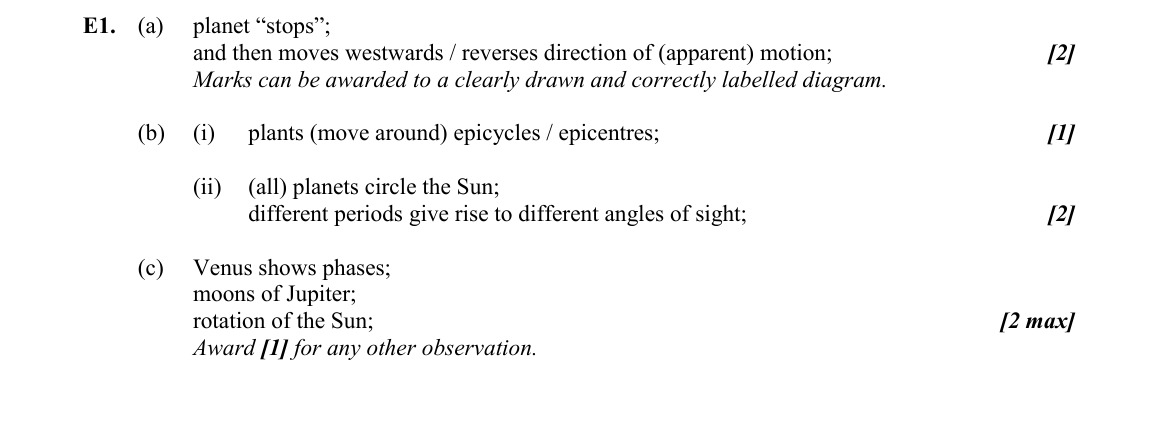 E1. (a) planet “stops”;
and then moves westwards / reverses direction of (apparent) motion; [2]
Marks can be awarded to a clearly drawn and correctly labelled diagram.
(b) (i) plants (move around) epicycles / epicentres; [1]
(ii) (all) planets circle the Sun;
different periods give rise to different angles of sight; [2]
(c) Venus shows phases;
moons of Jupiter;
rotation of the Sun; [2 max]
Award [1] for any other observation.